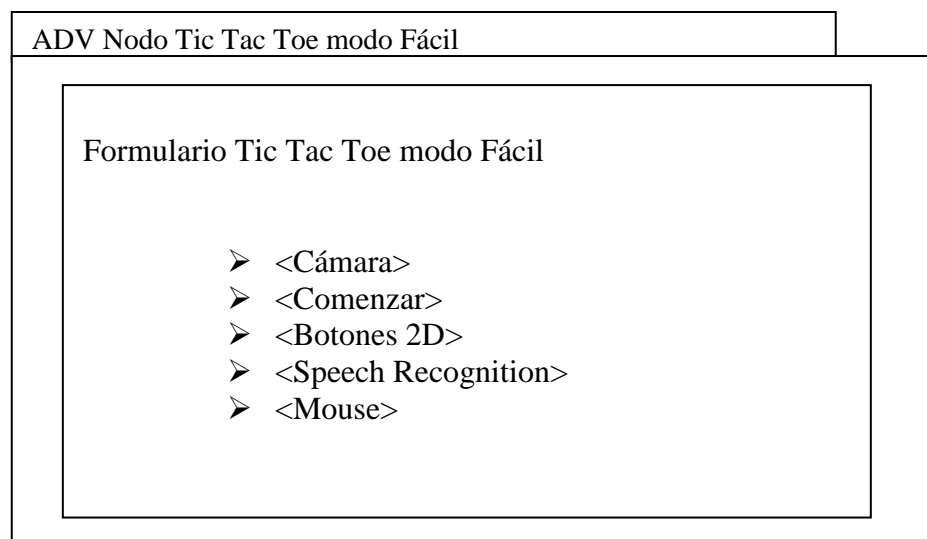 ADV Nodo Tic Tac Toe modo Fácil
Formulario Tic Tac Toe modo Fácil
➢ <Cámara>
➢ <Comenzar>
➢ <Botones 2D>
➢ <Speech Recognition>
➢ <Mouse>